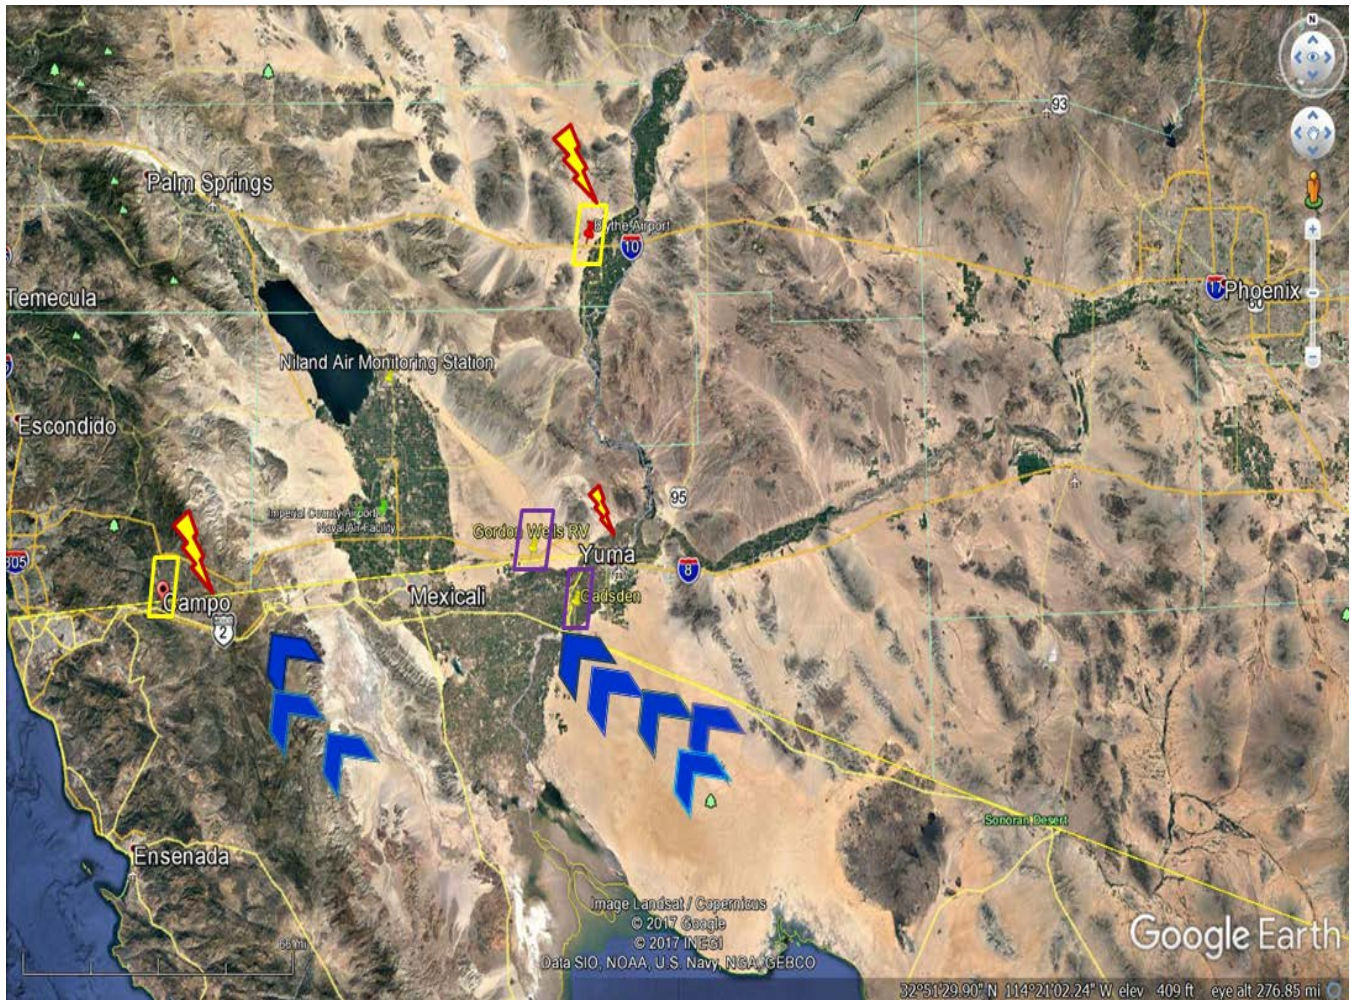 N
93
Palm Springs
Blythe Airport
10
Temecula
17
Phoenix
Niland Air Monitoring Station
Escondido
95
Imperial County Airport
Naval Air Facility
Gordon Wells RV
Yuma
805
8
Campo
Mexicali
Gadsden
2
Sonoran Desert
Ensenada
Image Landsat / Copernicus
© 2017 Google
© 2017 INEGI
Data SIO, NOAA, U.S. Navy, NGA, GEBCO
Google Earth
32°51'29.90" N 114°21'02.24" W elev 409 ft eye alt 276.85 mi